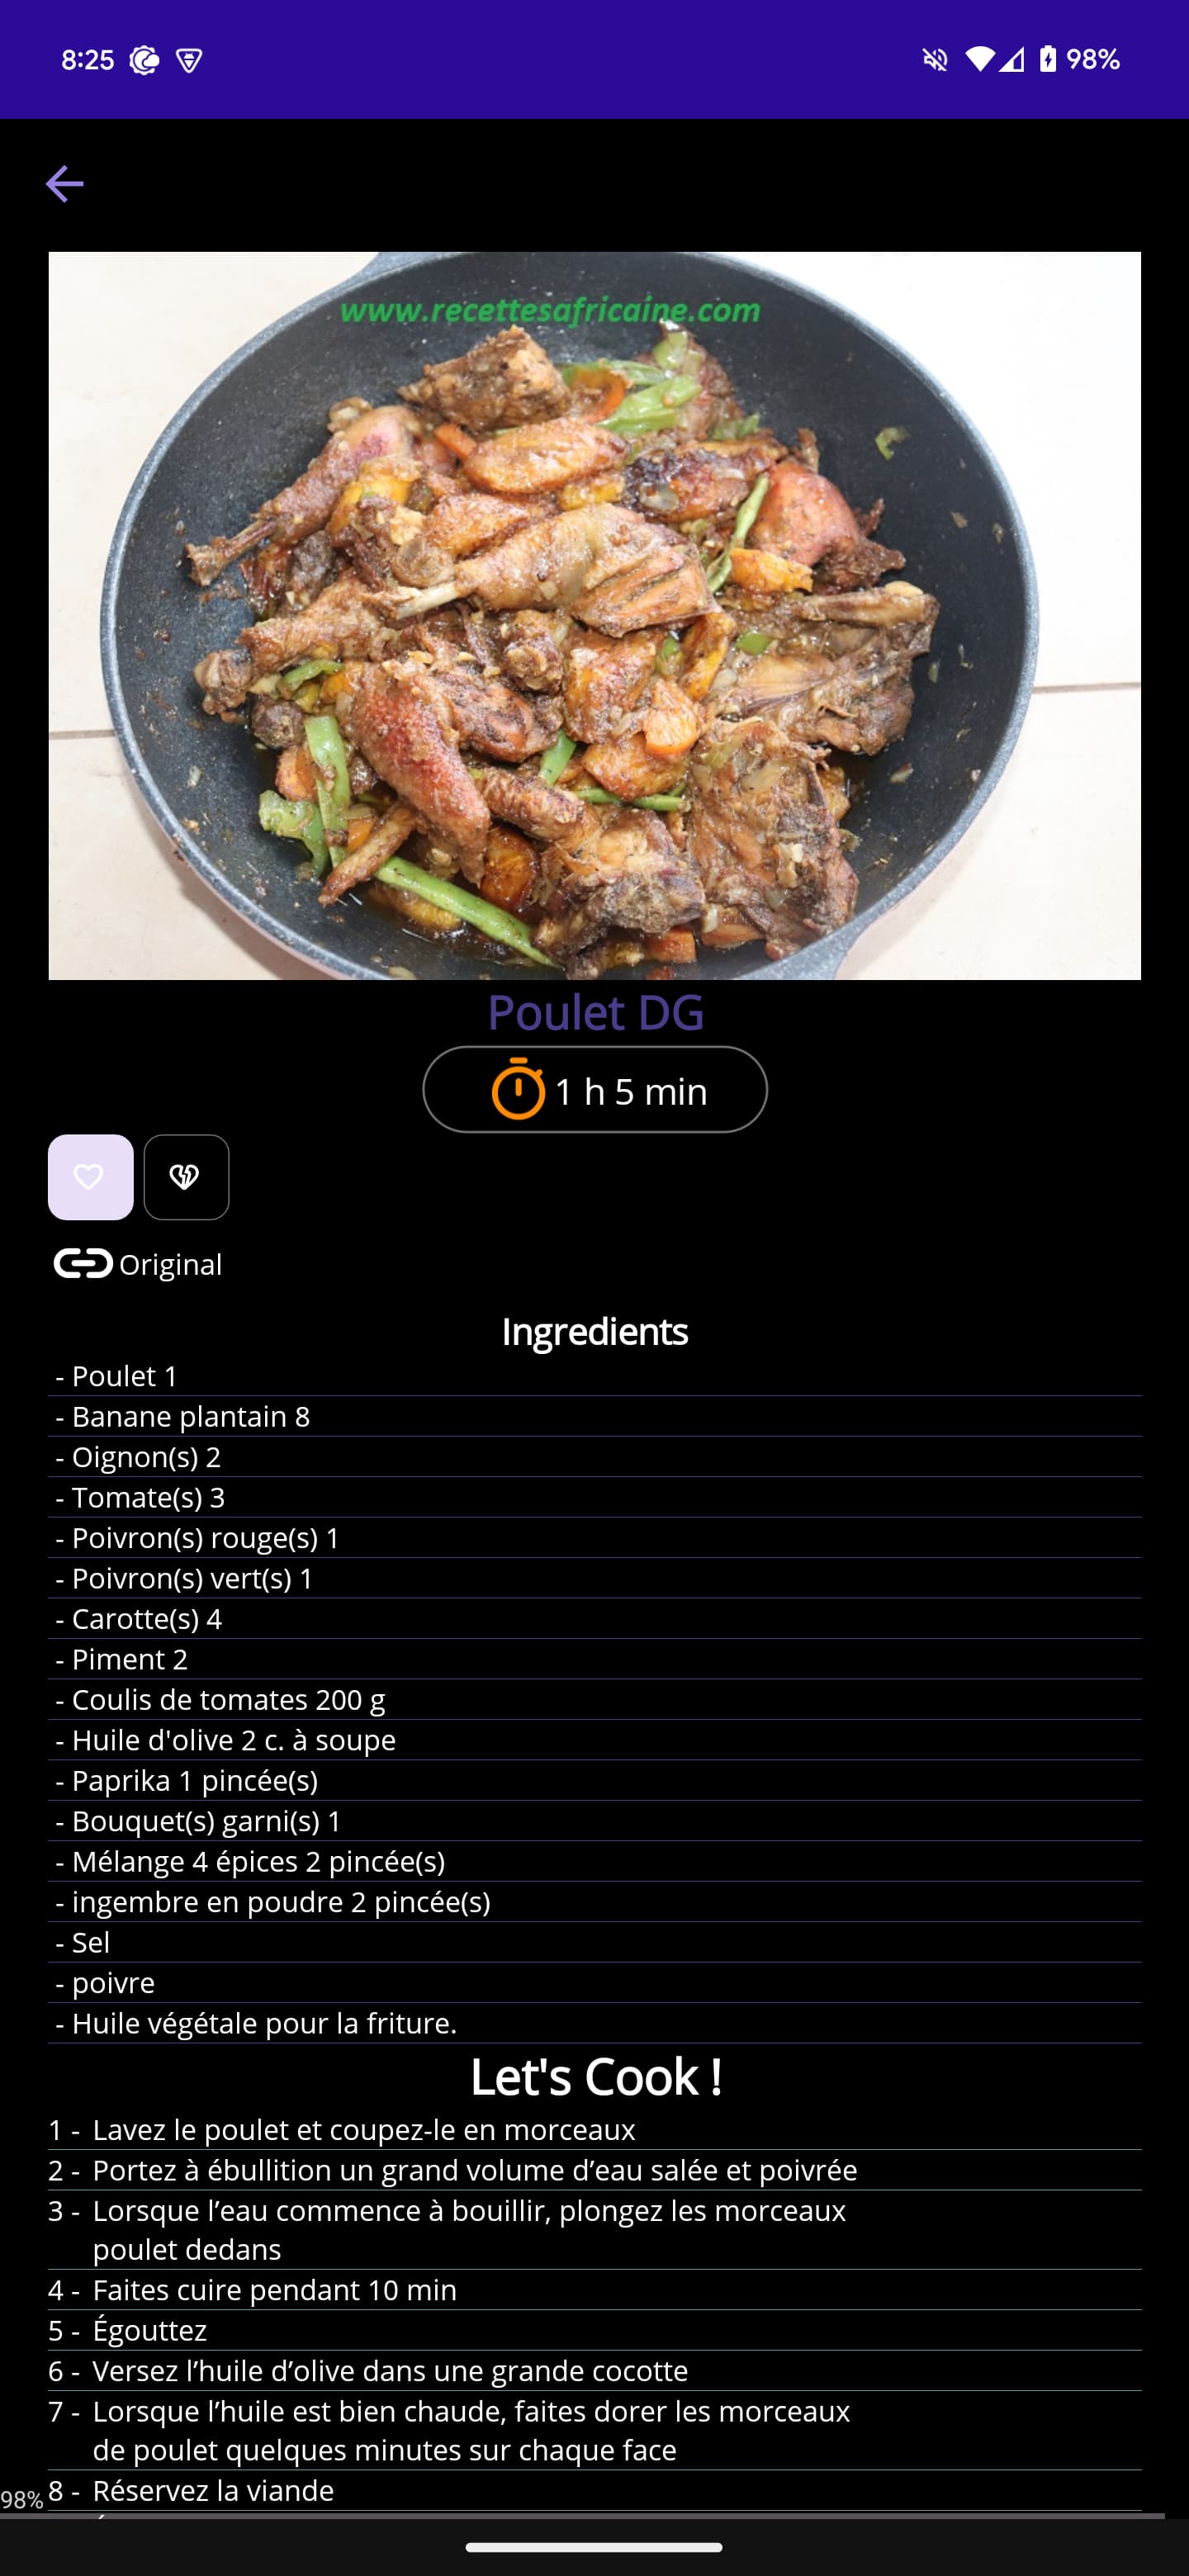 8:25
98%
www.recettesafricaine.com
Poulet DG
1 h 5 min
Original
Ingredients
- Poulet 1
- Banane plantain 8
- Oignon(s) 2
- Tomate(s) 3
- Poivron(s) rouge(s) 1
- Poivron(s) vert(s) 1
- Carotte(s) 4
- Piment 2
- Coulis de tomates 200 g
- Huile d'olive 2 c. à soupe
- Paprika 1 pincée(s)
- Bouquet(s) garni(s) 1
- Mélange 4 épices 2 pincée(s)
- ingembre en poudre 2 pincée(s)
- Sel
- poivre
- Huile végétale pour la friture.
Let's Cook !
1 - Lavez le poulet et coupez-le en morceaux
2 - Portez à ébullition un grand volume d’eau salée et poivrée
3 - Lorsque l’eau commence à bouillir, plongez les morceaux
poulet dedans
4 - Faites cuire pendant 10 min
5 - Égouttez
6 - Versez l’huile d’olive dans une grande cocotte
7 - Lorsque l’huile est bien chaude, faites dorer les morceaux
de poulet quelques minutes sur chaque face
8 - Réservez la viande
98%